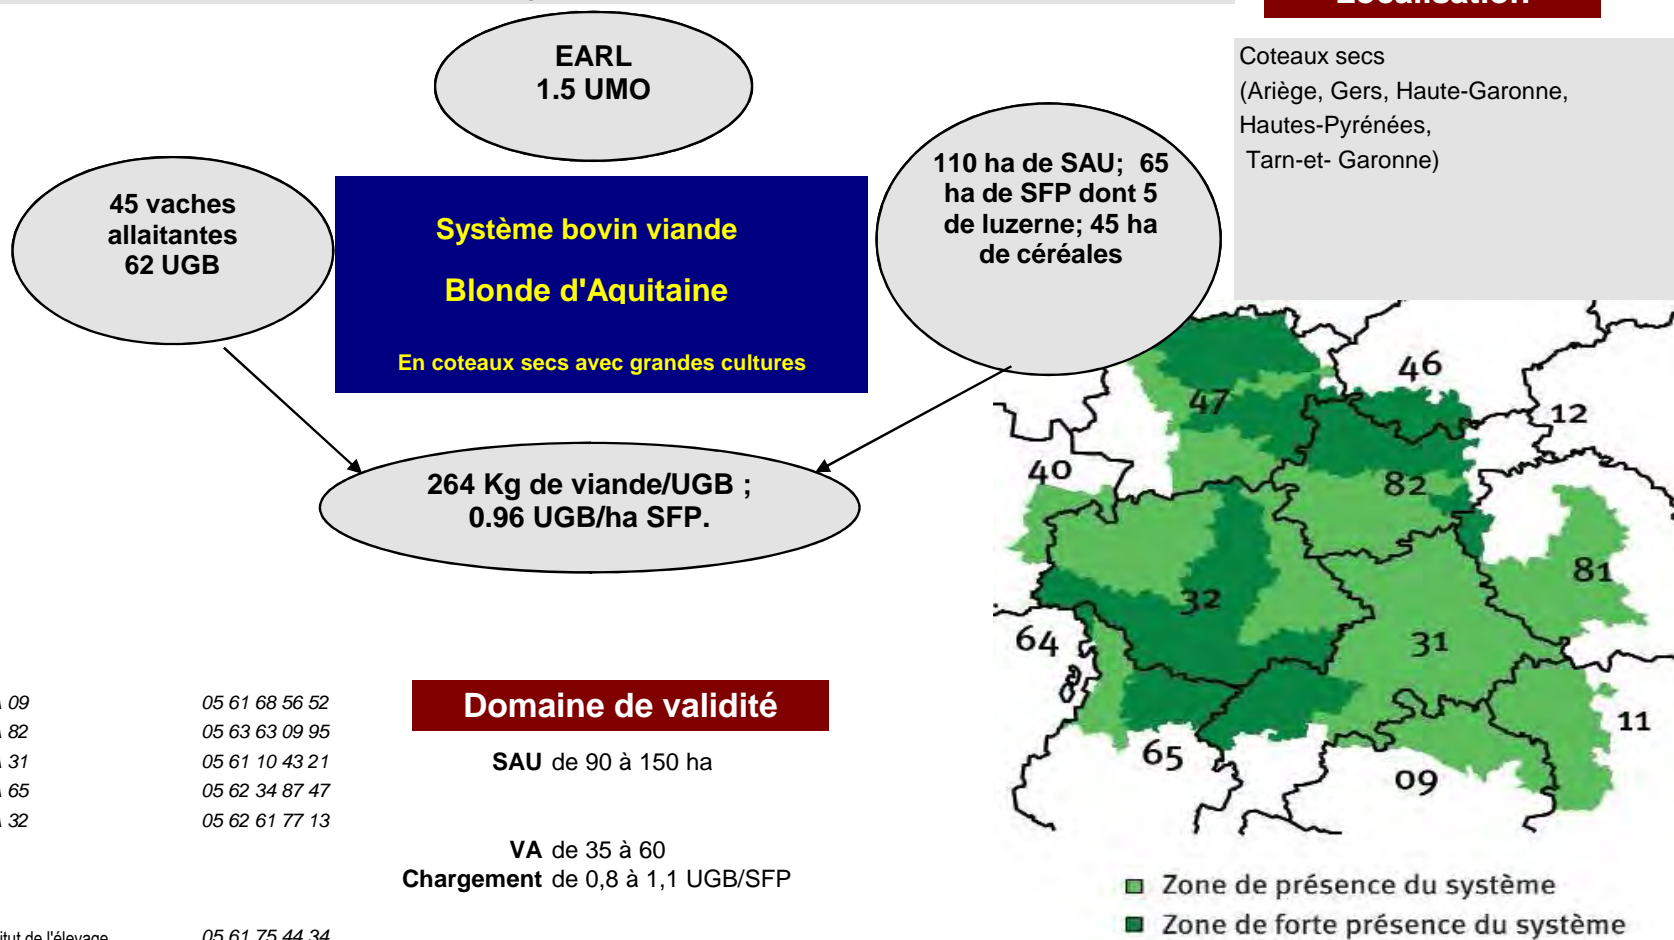 Localisation
EARL
1.5 UMO
Coteaux secs
(Ariège, Gers, Haute-Garonne,
Hautes-Pyrénées,
Tarn-et- Garonne)
45 vaches
allaitantes
62 UGB
Système bovin viande
Blonde d'Aquitaine
En coteaux secs avec grandes cultures
110 ha de SAU; 65
ha de SFP dont 5
de luzerne; 45 ha
de céréales
264 Kg de viande/UGB ;
0.96 UGB/ha SFP.
46
47
12
40
82
81
32
31
64
11
65
09
09 05 61 68 56 52
82 05 63 63 09 95
31 05 61 10 43 21
65 05 62 34 87 47
32 05 62 61 77 13
Domaine de validité
SAU de 90 à 150 ha
VA de 35 à 60
Chargement de 0,8 à 1,1 UGB/SFP
Zone de présence du système
Zone de forte présence du système
titut de l'élevage 05 61 75 44 34